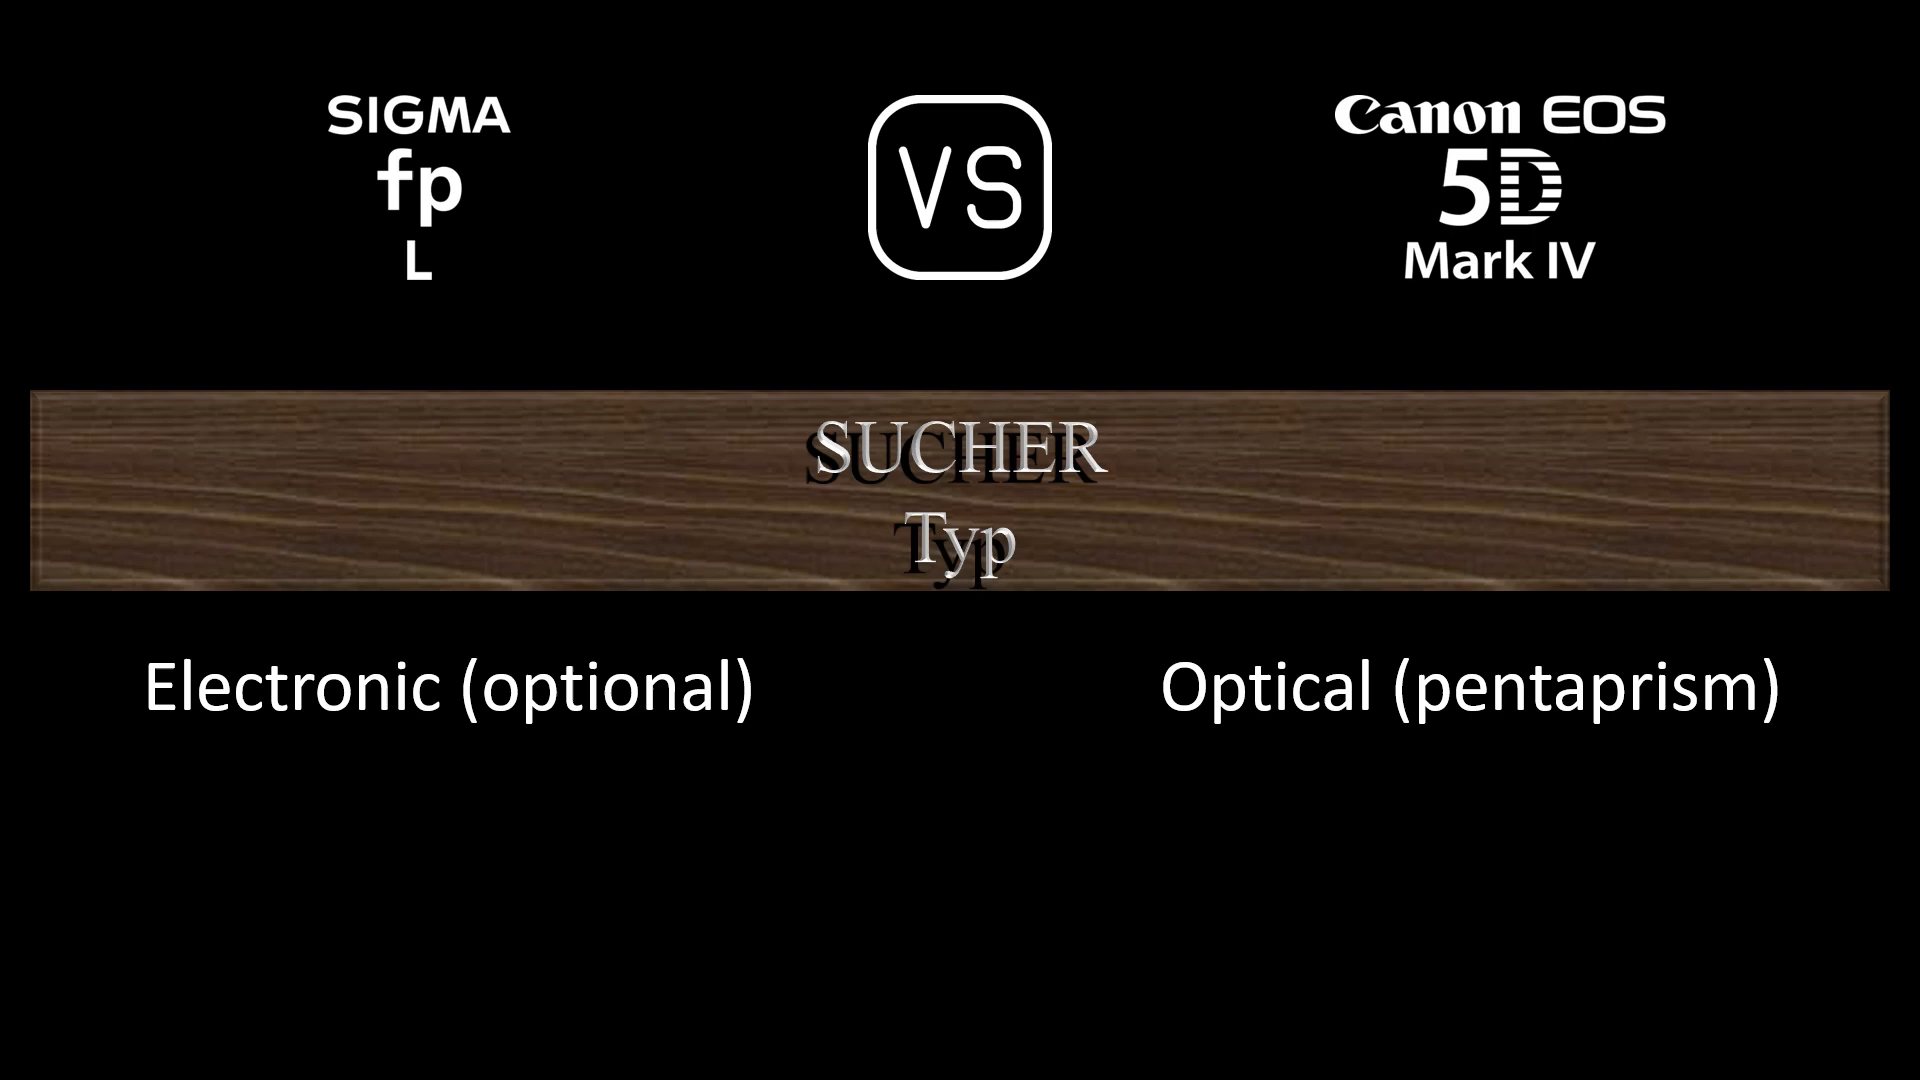 SIGMA
fp
L
VS
Canon EOS
5D
Mark IV
SUCHER
Typ
Electronic (optional)
Optical (pentaprism)